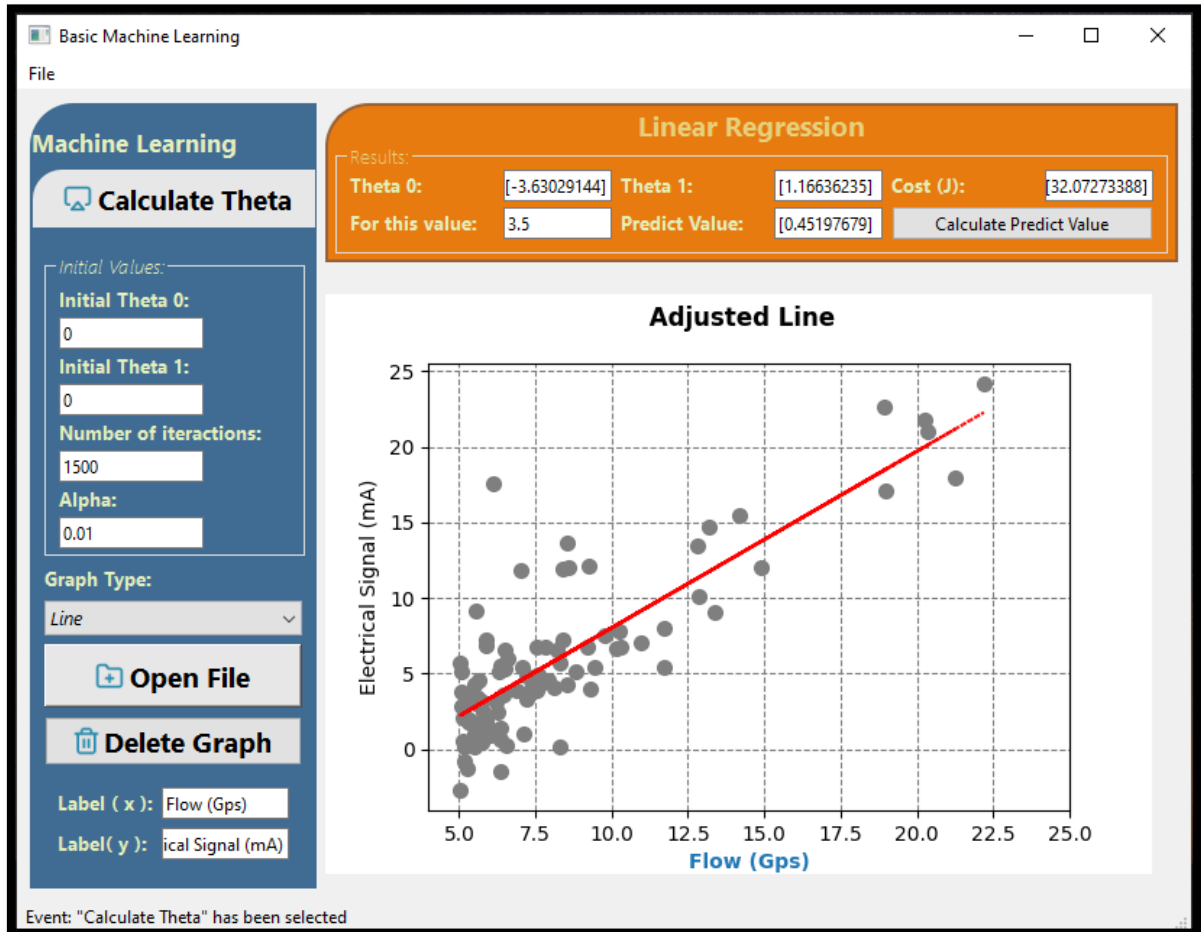 Basic Machine Learning
File
Machine Learning
Calculate Theta
Initial Values:
Initial Theta 0:
0
Initial Theta 1:
0
Number of iteractions:
1500
Alpha:
0.01
Graph Type:
Line
Open File
Delete Graph
Label ( x ): Flow (Gps)
Label( y ): ical Signal (mA)
Linear Regression
Results:
Theta 0: [-3.63029144] Theta 1: [1.16636235] Cost (J): [32.07273388]
For this value: 3.5 Predict Value: [0.45197679] Calculate Predict Value
Adjusted Line
Electrical Signal (mA)
25
20
15
10
5
0
5.0 7.5 10.0 12.5 15.0 17.5 20.0 22.5 25.0
Flow (Gps)
Event: "Calculate Theta" has been selected